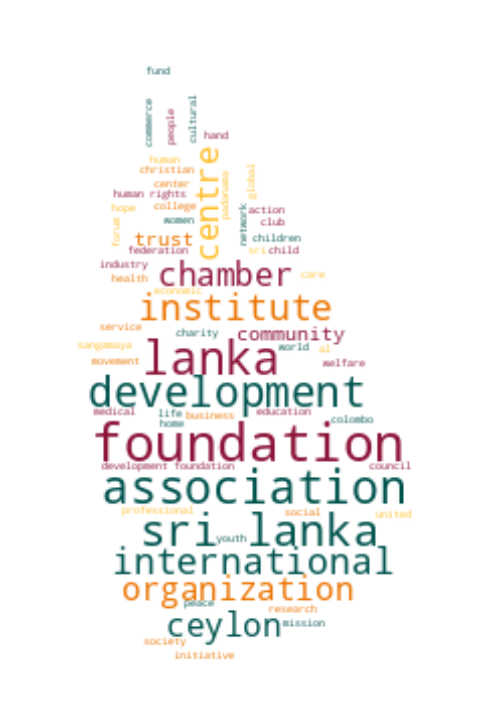 fund
commerce
people
cultural
hand
centre
human
christian
center
human rights
padanama
global
hope
college
women
forum
network
action
club
trust
children
federation
sri
child
industry
chamber
care
health
economic
institute
service
charity
community
sangamaya
lanka
world
al
movement
welfare
development
medical
life
business
education
home
colombo
foundation
development foundation
council
association
professional
social
united
sri lanka
youth
international
organization
peace
research
ceylon
mission
society
initiative